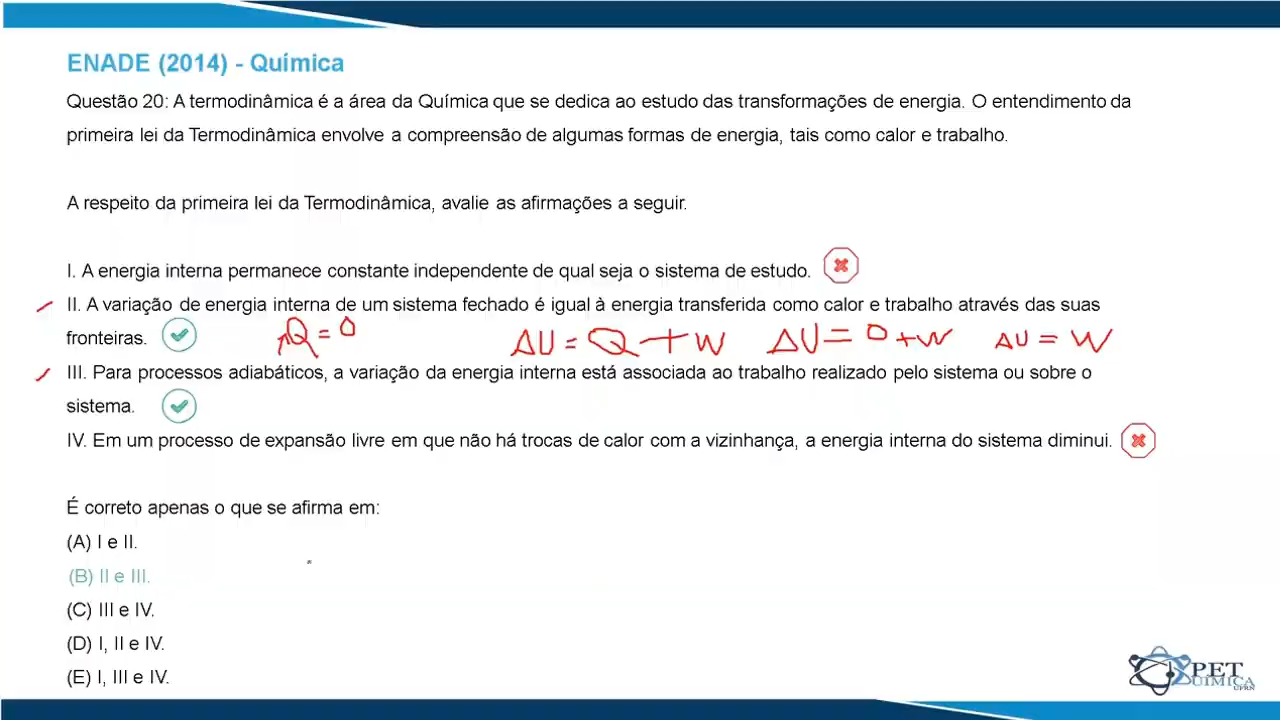 ENADE (2014) - Química
Questão 20: A termodinâmica é a área da Química que se dedica ao estudo das transformações de energia. O entendimento da
primeira lei da Termodinâmica envolve a compreensão de algumas formas de energia, tais como calor e trabalho.
A respeito da primeira lei da Termodinâmica, avalie as afirmações a seguir.
I. A energia interna permanece constante independente de qual seja o sistema de estudo.
II. A variação de energia interna de um sistema fechado é igual à energia transferida como calor e trabalho através das suas
fronteiras.
Q = 0
ΔU = Q + W
ΔU = 0 + W
ΔU = W
III. Para processos adiabáticos, a variação da energia interna está associada ao trabalho realizado pelo sistema ou sobre o
sistema.
IV. Em um processo de expansão livre em que não há trocas de calor com a vizinhança, a energia interna do sistema diminui.
É correto apenas o que se afirma em:
(A) I e II.
(B) II e III.
(C) III e IV.
(D) I, II e IV.
(E) I, III e IV.
PET
QUIMICA
UFRN